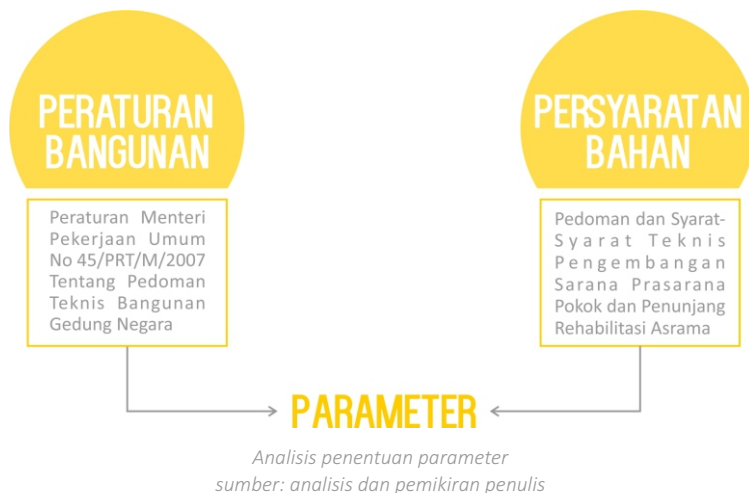 PERATURAN
BANGUNAN
Peraturan Menteri
Pekerjaan Umum
No 45/PRT/M/2007
Tentang Pedoman
Teknis Bangunan
Gedung Negara
PERSYARATAN
BAHAN
Pedoman dan Syarat-
Syarat Teknis
Pengembangan
Sarana Prasarana
Pokok dan Penunjang
Rehabilitasi Asrama
PARAMETER
Analisis penentuan parameter
sumber: analisis dan pemikiran penulis